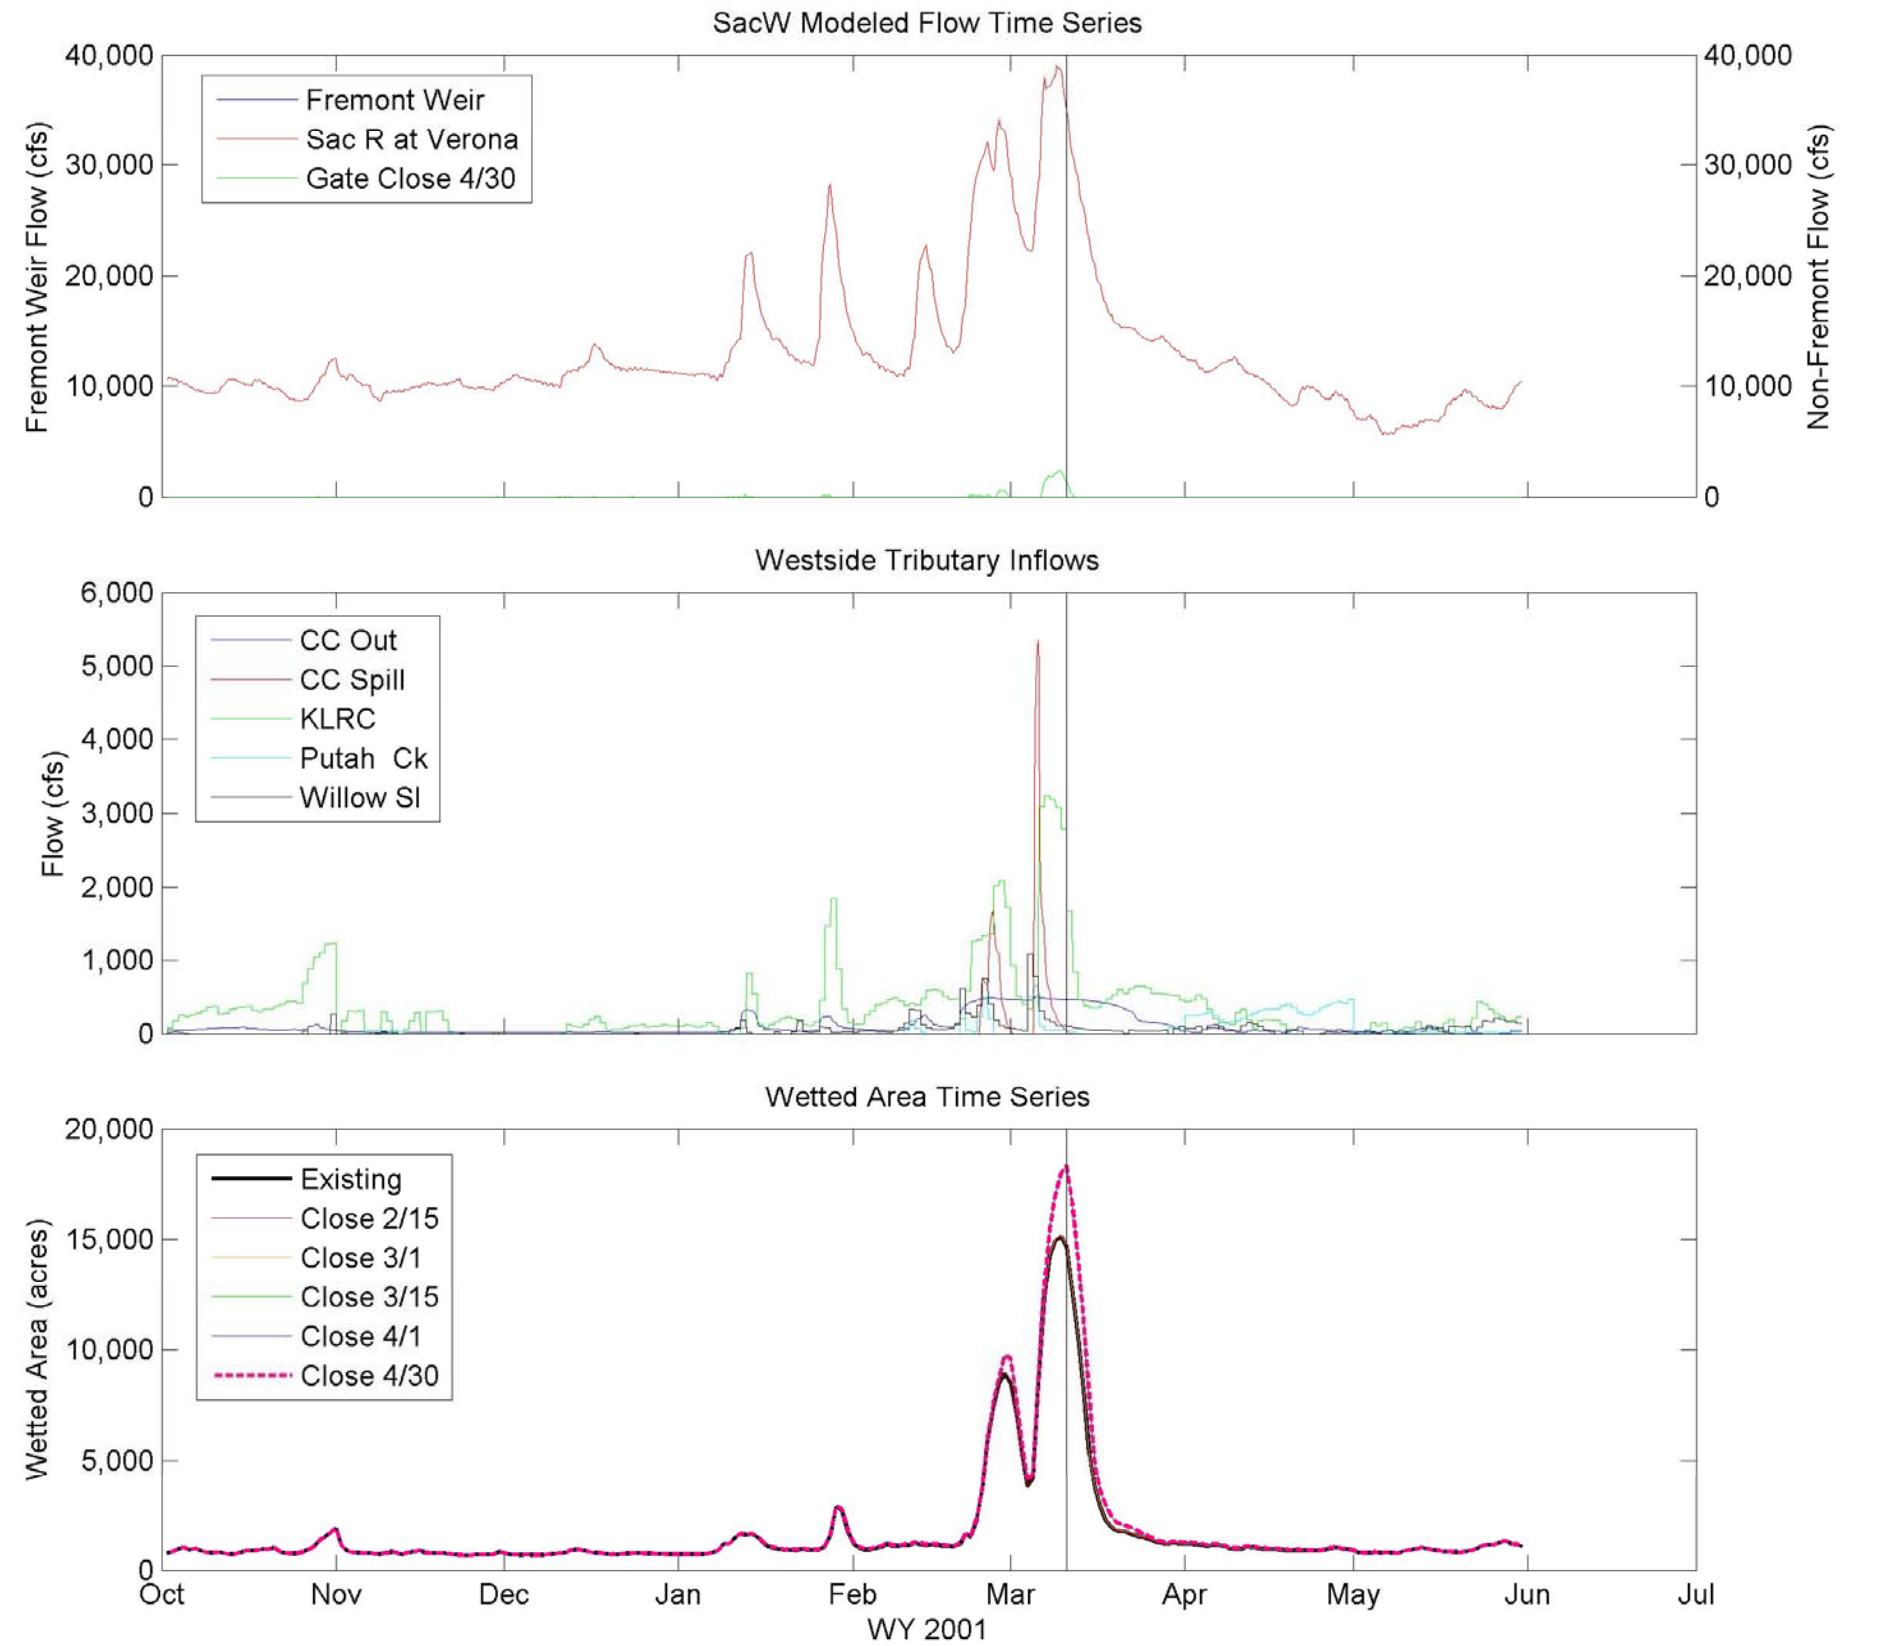 SacW Modeled Flow Time Series
40,000
30,000
20,000
10,000
0
Fremont Weir Flow (cfs)
Fremont Weir
Sac R at Verona
Gate Close 4/30
40,000
30,000
20,000
10,000
0
Non-Fremont Flow (cfs)
Westside Tributary Inflows
6,000
5,000
4,000
3,000
2,000
1,000
0
Flow (cfs)
CC Out
CC Spill
KLRC
Putah Ck
Willow Sl
Wetted Area Time Series
20,000
15,000
10,000
5,000
0
Wetted Area (acres)
Existing
Close 2/15
Close 3/1
Close 3/15
Close 4/1
Close 4/30
Oct Nov Dec Jan Feb Mar Apr May Jun Jul
WY 2001